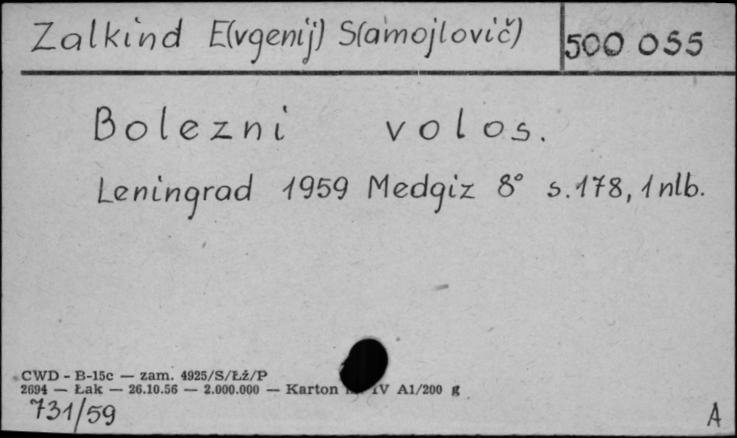 Zalkind E(vgenij) S(amojlovič) 500 055
Bolezni volos.
Leningrad 1959 Medgiz 8° s.178, 1 nlb.
CWD - B-15c — zam. 4925/S/Łż/P
2694 — Łak — 26.10.56 — 2.000.000 — Karton IV A1/200 g
731/59 A